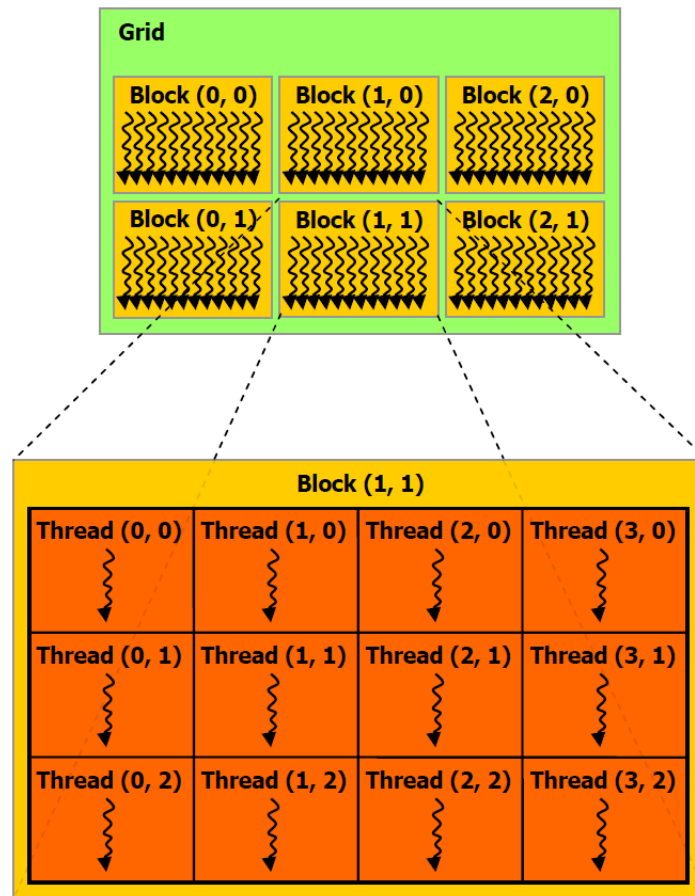 Grid
Block (0, 0) Block (1, 0) Block (2, 0)
Block (0, 1) Block (1, 1) Block (2, 1)
Block (1, 1)
Thread (0, 0) Thread (1, 0) Thread (2, 0) Thread (3, 0)
Thread (0, 1) Thread (1, 1) Thread (2, 1) Thread (3, 1)
Thread (0, 2) Thread (1, 2) Thread (2, 2) Thread (3, 2)